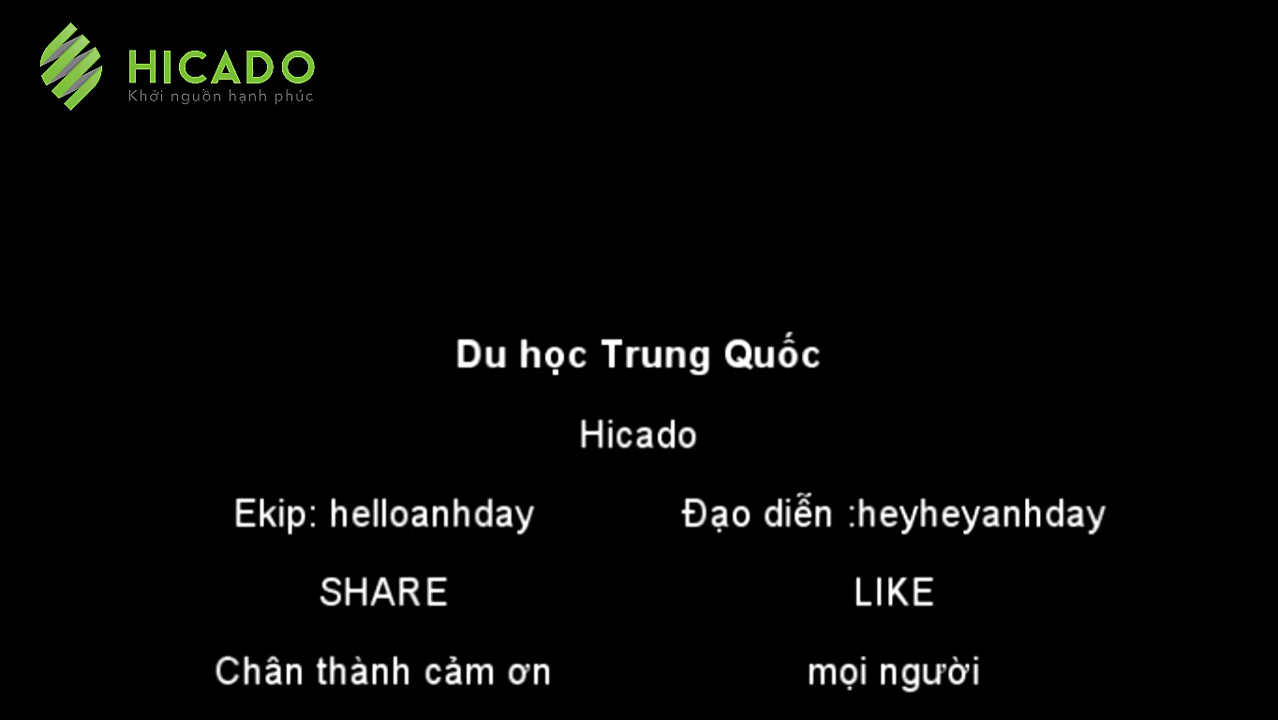 HICADO
Khởi nguồn hạnh phúc
Du học Trung Quốc
Hicado
Ekip: helloanhday Đạo diễn :heyheyanhday
SHARE LIKE
Chân thành cảm ơn mọi người